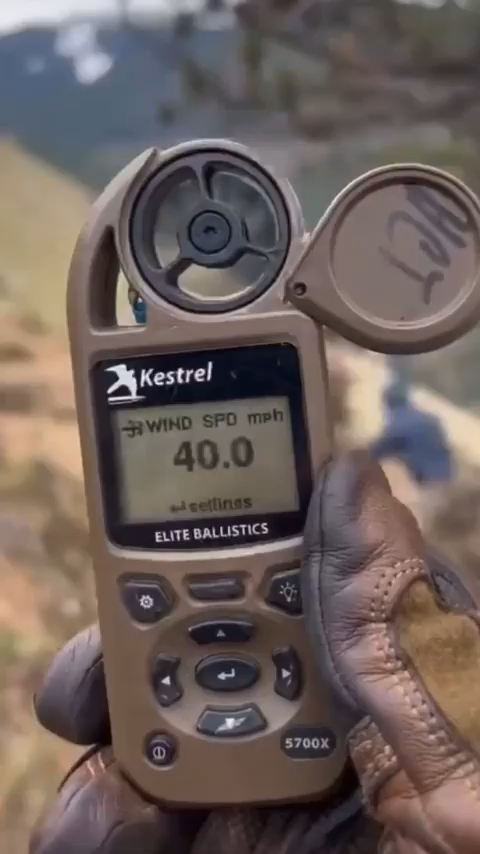 Kestrel
WIND SPD mph
40.0
settings
ELITE BALLISTICS
5700X